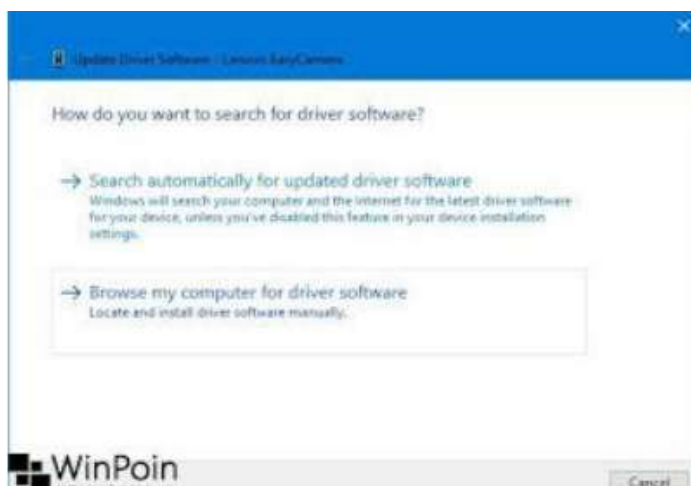 Update Driver Software - Lenovo EasyCamera
How do you want to search for driver software?
→ Search automatically for updated driver software
Windows will search your computer and the Internet for the latest driver software
for your device, unless you've disabled this feature in your device installation
settings.
→ Browse my computer for driver software
Locate and install driver software manually.
WinPoin
Cancel